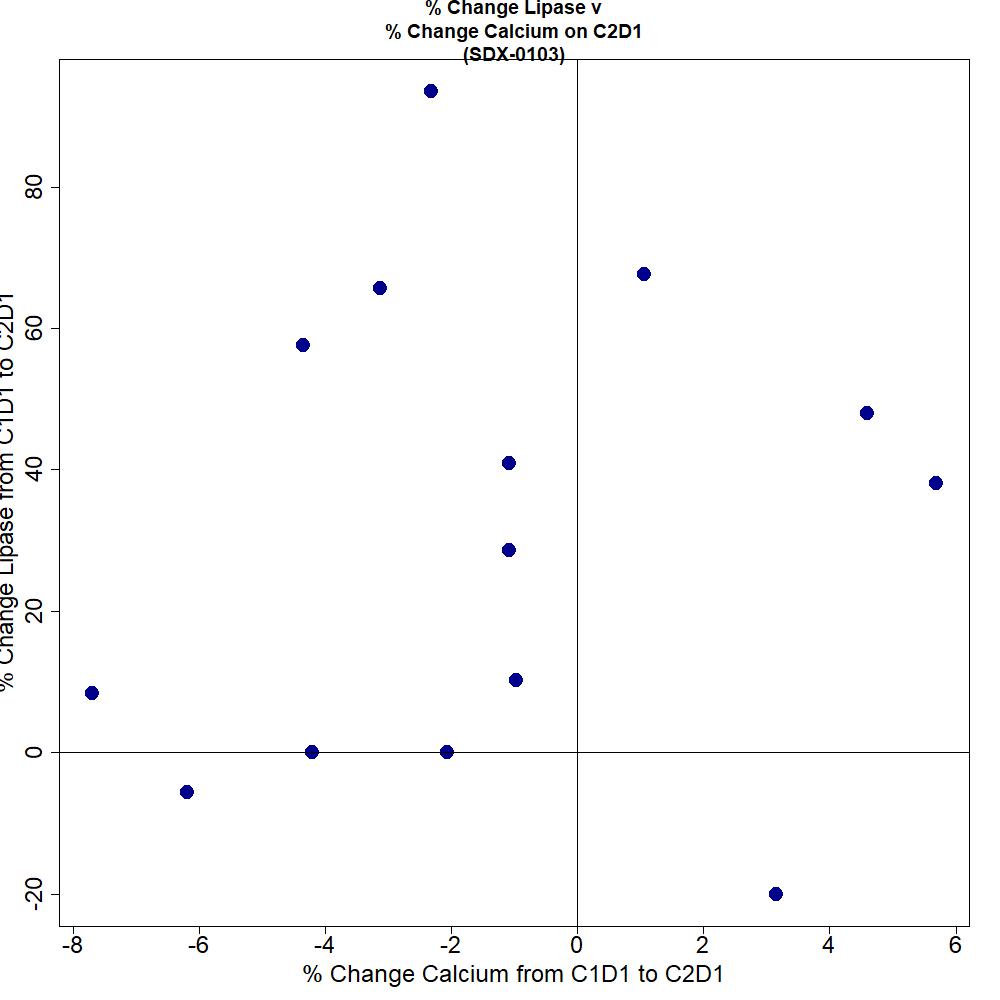 % Change Lipase v
% Change Calcium on C2D1
(SDX-0103)
% Change Lipase from C1D1 to C2D1
80
60
40
20
0
-20
-8 -6 -4 -2 0 2 4 6
% Change Calcium from C1D1 to C2D1